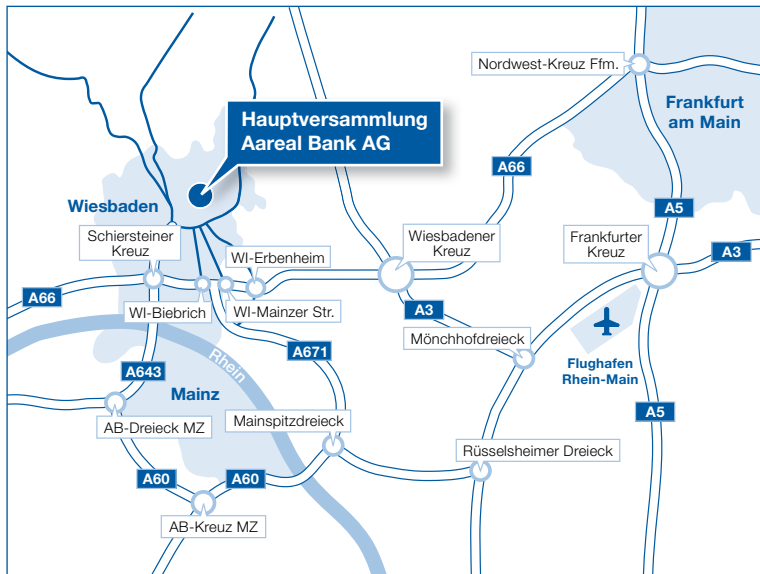 Nordwest-Kreuz Ffm.
Frankfurt
am Main
Hauptversammlung
Aareal Bank AG
A66
A5
Wiesbaden
Schiersteiner
Kreuz
WI-Erbenheim
Wiesbadener
Kreuz
Frankfurter
Kreuz
A3
A66
WI-Biebrich
WI-Mainzer Str.
A3
Mönchhofdreieck
Rhein
A671
Flughafen
Rhein-Main
A643
Mainz
A5
AB-Dreieck MZ
Mainspitzdreieck
Rüsselsheimer Dreieck
A60
A60
AB-Kreuz MZ